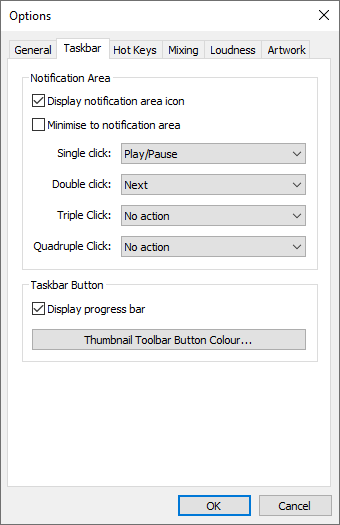 Options
General Taskbar Hot Keys Mixing Loudness Artwork
Notification Area
Display notification area icon
Minimise to notification area
Single click: Play/Pause
Double click: Next
Triple Click: No action
Quadruple Click: No action
Taskbar Button
Display progress bar
Thumbnail Toolbar Button Colour...
OK Cancel